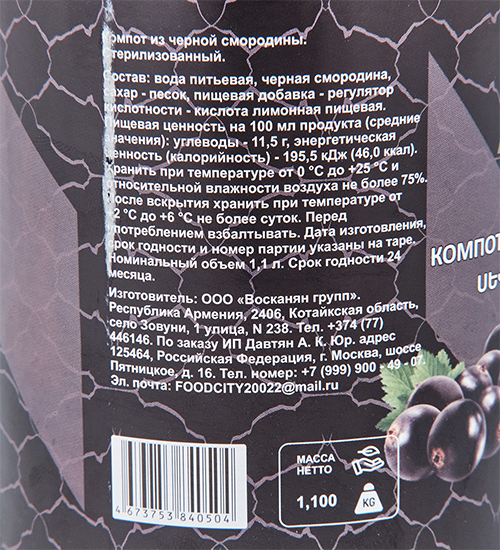 омпот из черной смородины.
терилизованный.
остав: вода питьевая, черная смородина,
ахар - песок, пищевая добавка - регулятор
кислотности - кислота лимонная пищевая.
Пищевая ценность на 100 мл продукта (средние
значения): углеводы - 11,5 г, энергетическая
ценность (калорийность) - 195,5 кДж (46,0 ккал).
Хранить при температуре от 0 °C до +25 °C и
относительной влажности воздуха не более 75%.
После вскрытия хранить при температуре от
2 °C до +6 °C не более суток. Перед
потреблением взбалтывать. Дата изготовления,
срок годности и номер партии указаны на таре.
Номинальный объем 1,1 л. Срок годности 24
месяца.
Изготовитель: ООО «Восканян групп».
Республика Армения, 2406, Котайкская область,
село Зовуни, 1 улица, N 238. Тел. +374 (77)
446146. По заказу ИП Давтян А. К. Юр. адрес
125464, Российская Федерация, г. Москва, шоссе
Пятницкое, д. 16. Тел. +7 (999) 900 - 49 -07.
Эл. почта: FOODCITY20022@mail.ru
КОМПОТ
ՍԵՎ
4 673753 840504
МАССА
НЕТТО
1,100
KG